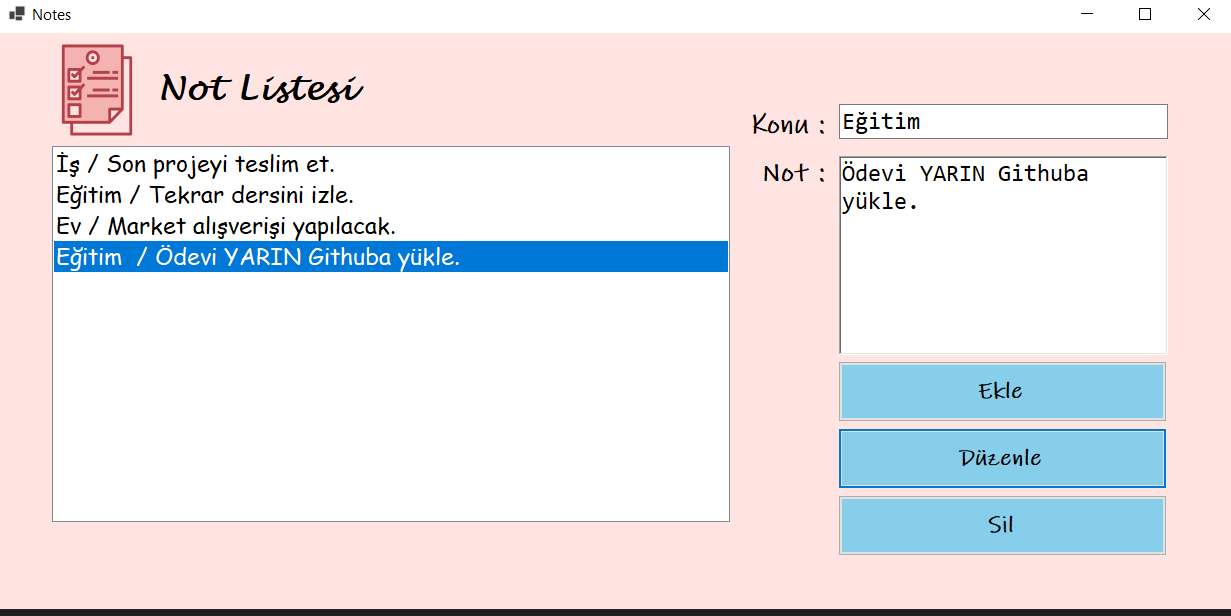 Notes
Not Listesi
İş / Son projeyi teslim et.
Eğitim / Tekrar dersini izle.
Ev / Market alışverişi yapılacak.
Eğitim  / Ödevi YARIN Githuba yükle.
Konu : Eğitim
Not : Ödevi YARIN Githuba
yükle.
Ekle
Düzenle
Sil